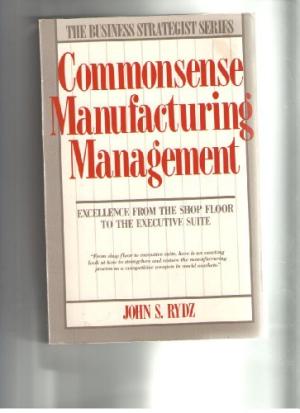 THE BUSINESS STRATEGIST SERIES
Commonsense
Manufacturing
Management
EXCELLENCE FROM THE SHOP FLOOR
TO THE EXECUTIVE SUITE
"From shop floor to executive suite, here is an exciting
look at how to strengthen and restore the manufacturing
process as a competitive weapon in world markets."
JOHN S. RYDZ